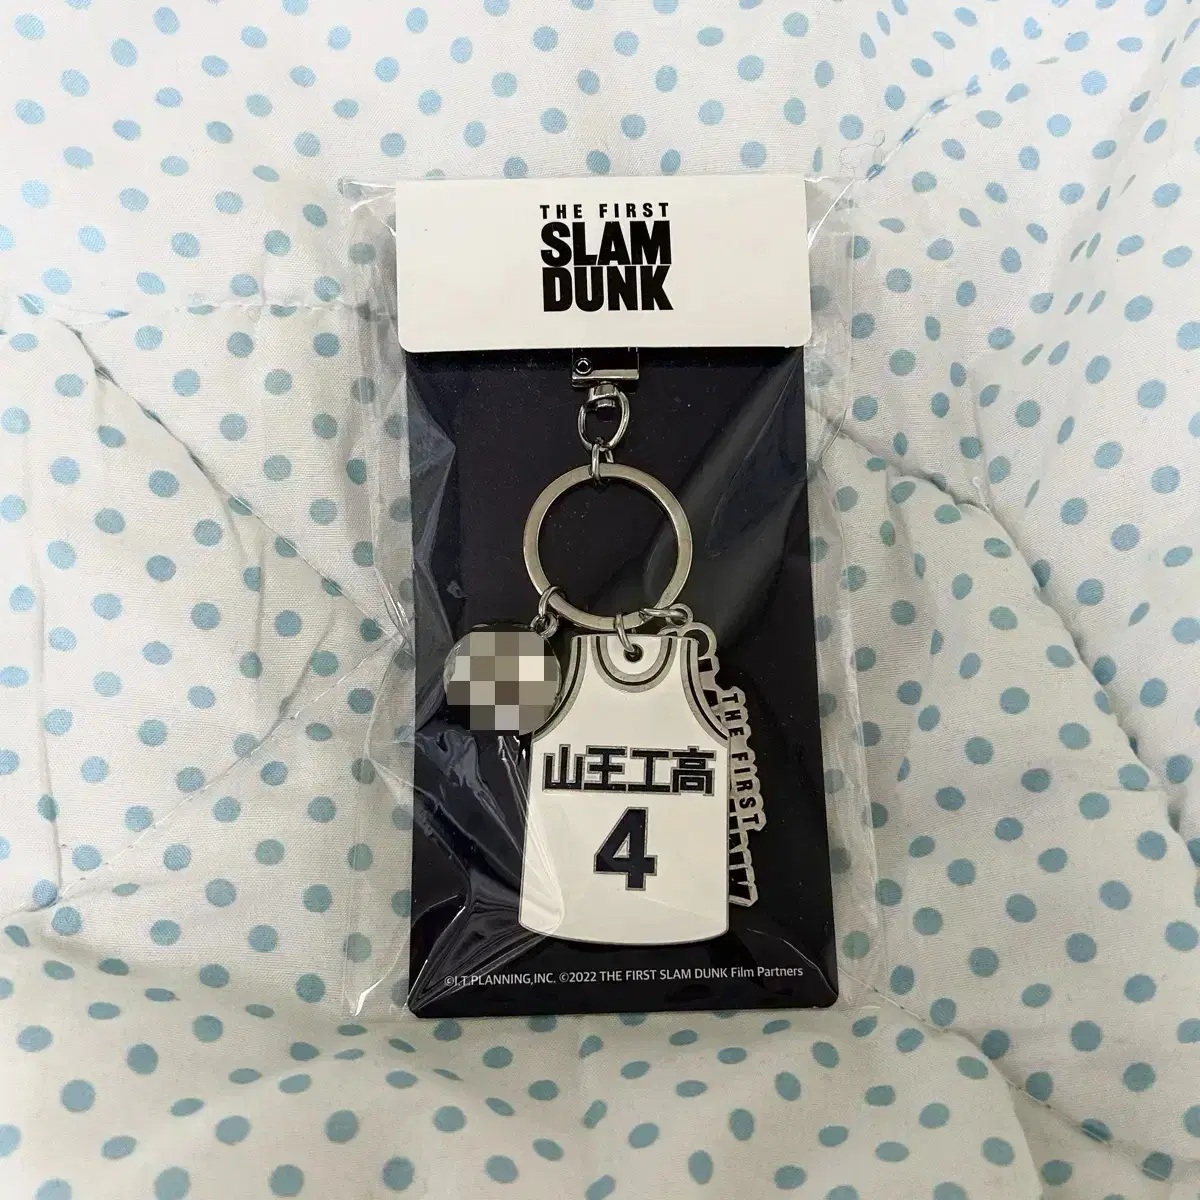 THE FIRST
SLAM
DUNK
山王工高
4
THE FIRST
©I.T.PLANNING,INC. ©2022 THE FIRST SLAM DUNK Film Partners